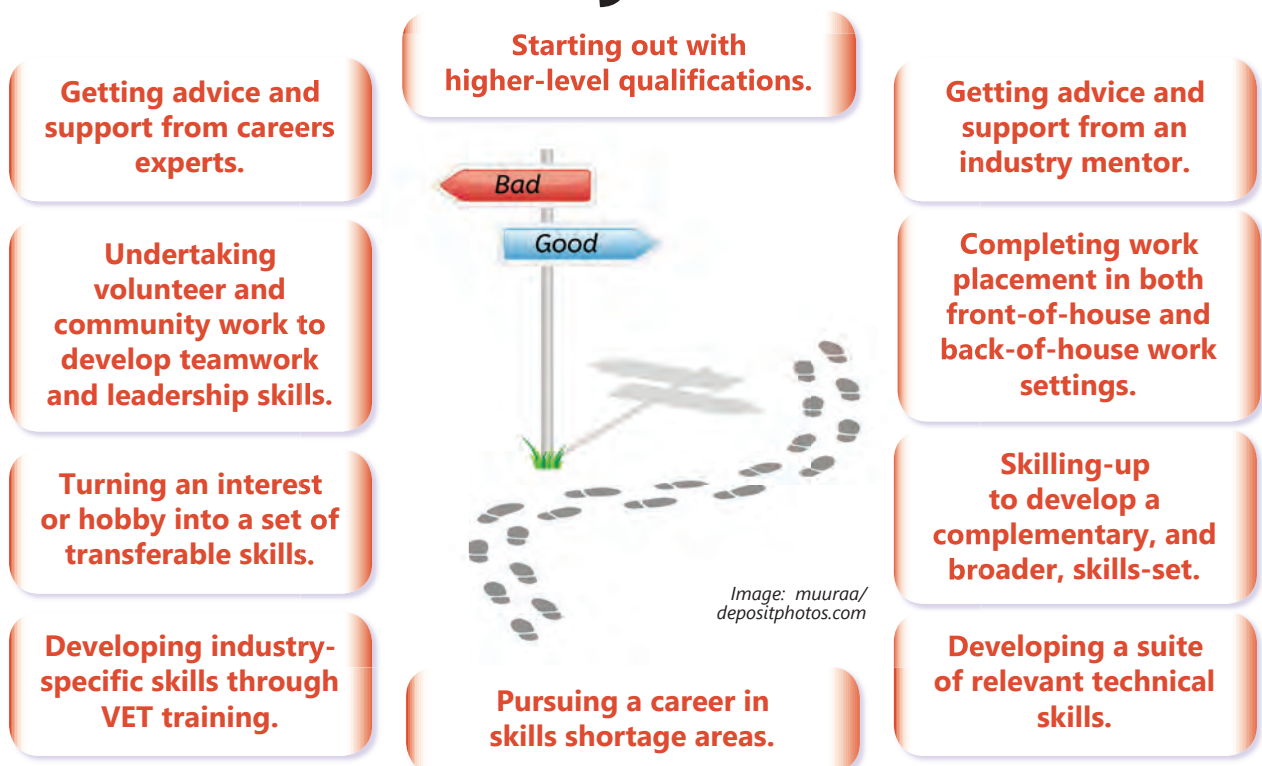 Starting out with
higher-level qualifications.
Getting advice and
support from careers
experts.
Undertaking
volunteer and
community work to
develop teamwork
and leadership skills.
Turning an interest
or hobby into a set of
transferable skills.
Developing industry-
specific skills through
VET training.
Bad
Good
Image: muuraa/
depositphotos.com
Pursuing a career in
skills shortage areas.
Getting advice and
support from an
industry mentor.
Completing work
placement in both
front-of-house and
back-of-house work
settings.
Skilling-up
to develop a
complementary, and
broader, skills-set.
Developing a suite
of relevant technical
skills.